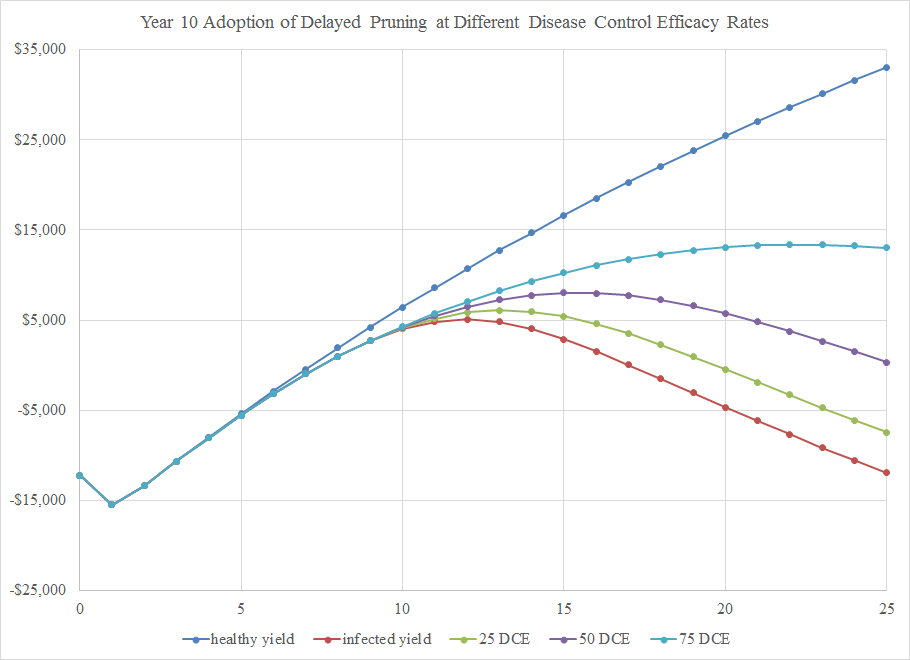 Year 10 Adoption of Delayed Pruning at Different Disease Control Efficacy Rates
$35,000
$25,000
$15,000
$5,000
-$5,000
-$15,000
-$25,000
0 5 10 15 20 25
healthy yield infected yield 25 DCE 50 DCE 75 DCE